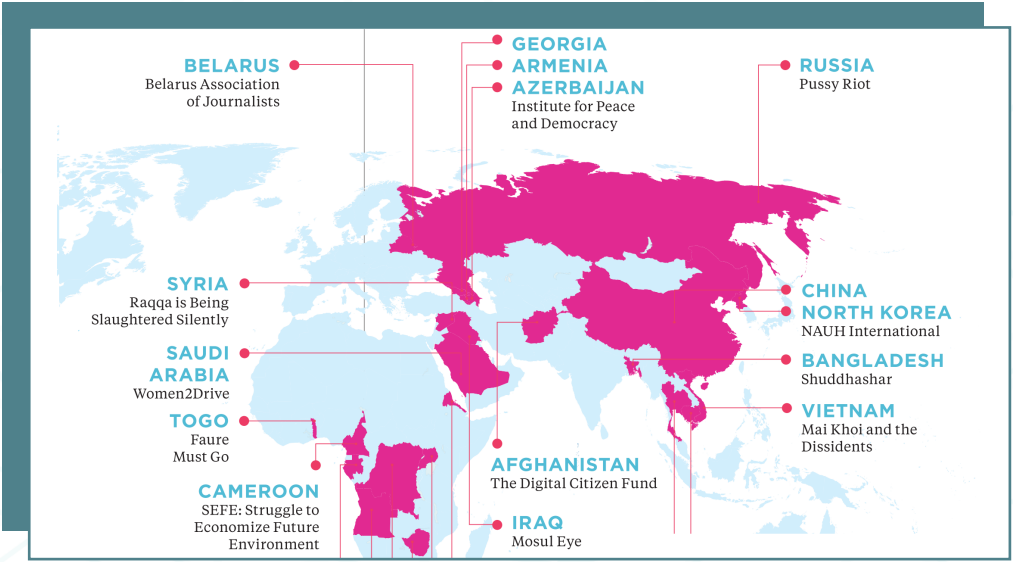 BELARUS
Belarus Association
of Journalists
GEORGIA
ARMENIA
AZERBAIJAN
Institute for Peace
and Democracy
RUSSIA
Pussy Riot
SYRIA
Raqqa is Being
Slaughtered Silently
SAUDI
ARABIA
Women2Drive
TOGO
Faure
Must Go
CAMEROON
SEFE: Struggle to
Economize Future
Environment
AFGHANISTAN
The Digital Citizen Fund
IRAQ
Mosul Eye
CHINA
NORTH KOREA
NAUH International
BANGLADESH
Shuddhashar
VIETNAM
Mai Khoi and the
Dissidents